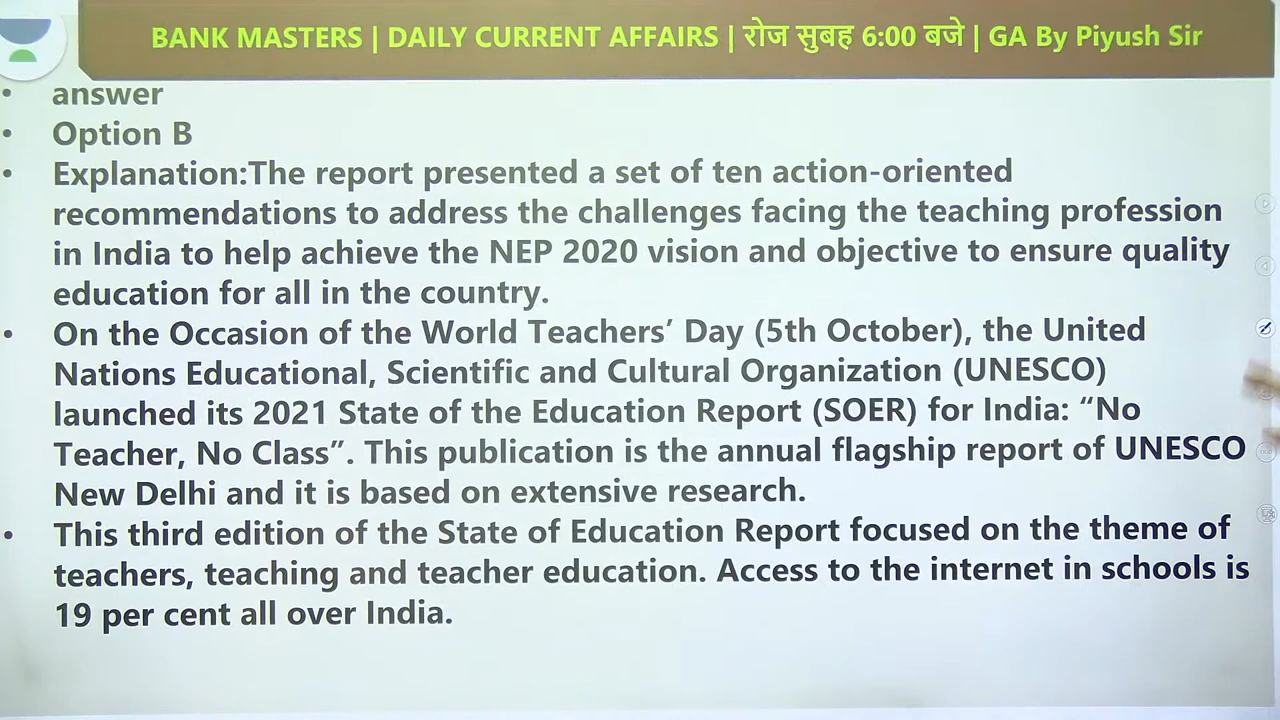 BANK MASTERS | DAILY CURRENT AFFAIRS | रोज सुबह 6:00 बजे | GA By Piyush Sir
• answer
• Option B
• Explanation:The report presented a set of ten action-oriented
recommendations to address the challenges facing the teaching profession
in India to help achieve the NEP 2020 vision and objective to ensure quality
education for all in the country.
• On the Occasion of the World Teachers’ Day (5th October), the United
Nations Educational, Scientific and Cultural Organization (UNESCO)
launched its 2021 State of the Education Report (SOER) for India: “No
Teacher, No Class”. This publication is the annual flagship report of UNESCO
New Delhi and it is based on extensive research.
• This third edition of the State of Education Report focused on the theme of
teachers, teaching and teacher education. Access to the internet in schools is
19 per cent all over India.